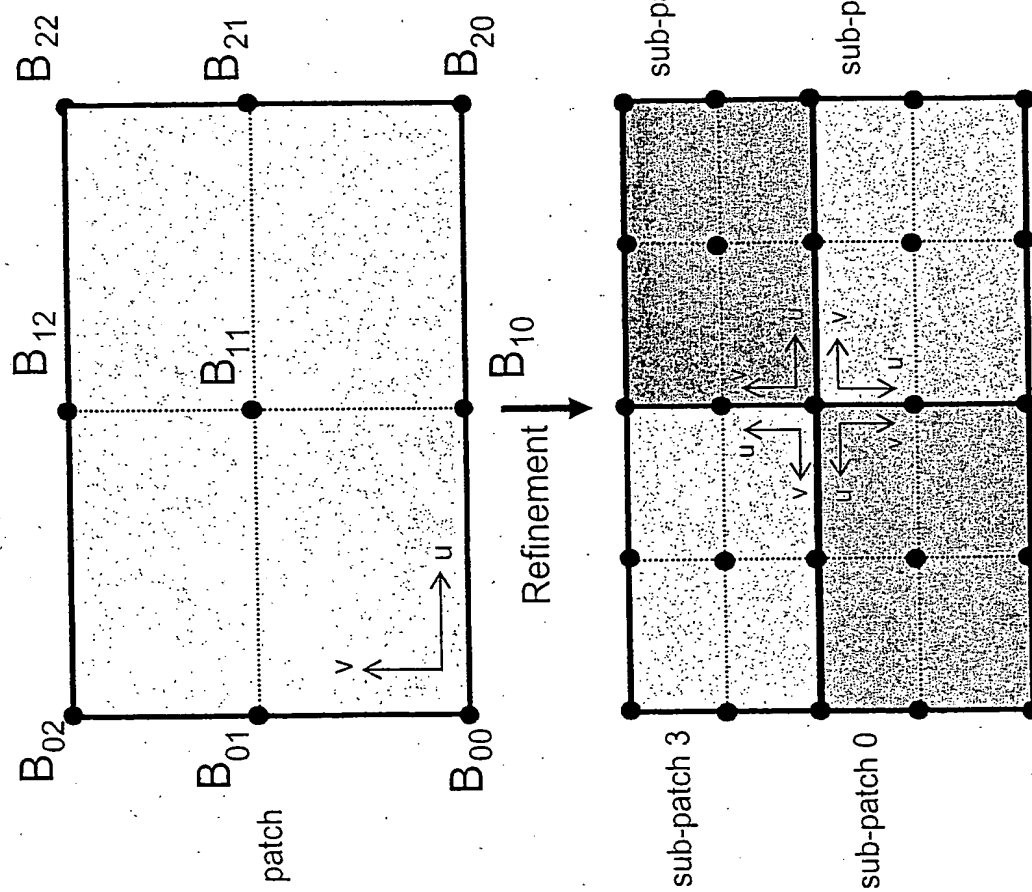 B02
B12
B22
B01
B11
B21
B00
B10
B20
patch
v
u
Refinement
sub-patch 3
sub-patch 0
u
v
v
u
u
v
v
u